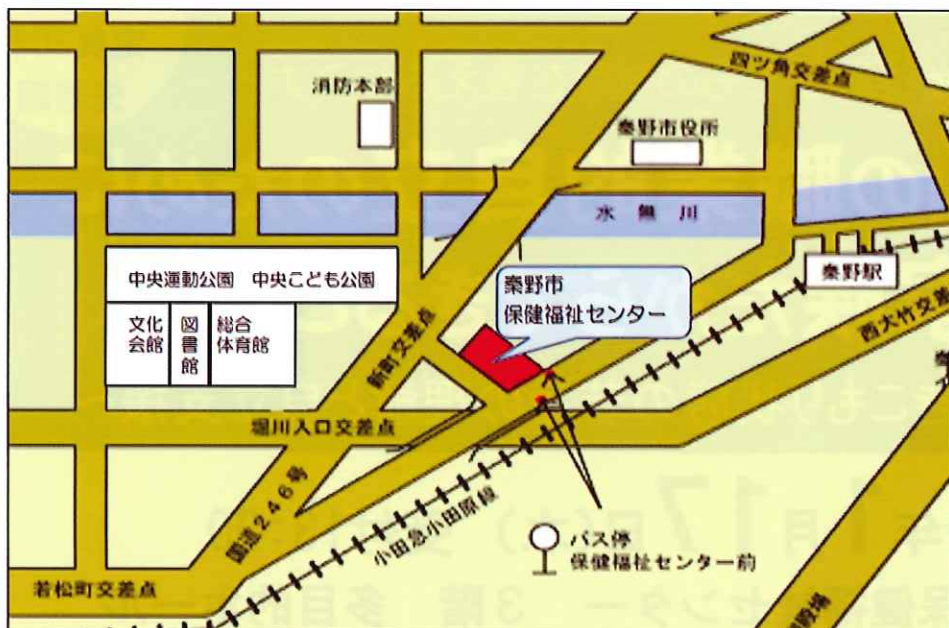 四ツ角交差点
消防本部
秦野市役所
水無川
中央運動公園 中央こども公園
秦野市
保健福祉センター
秦野駅
文化
会館
図
書
館
総合
体育館
新町交差点
西大竹交差
堀川入口交差点
国道246号
小田急小田原線
バス停
保健福祉センター前
若松町交差点